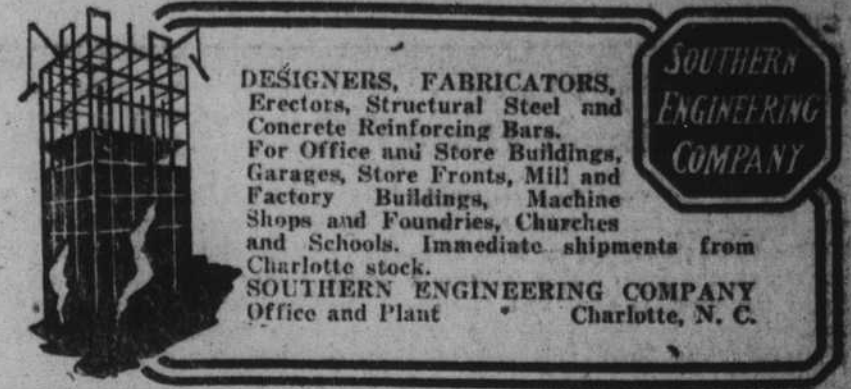 SOUTHERN
ENGINEERING
COMPANY
DESIGNERS, FABRICATORS,
Erectors, Structural Steel and
Concrete Reinforcing Bars.
For Office and Store Buildings,
Garages, Store Fronts, Mill and
Factory Buildings, Machine
Shops and Foundries, Churches
and Schools. Immediate shipments from
Charlotte stock.
SOUTHERN ENGINEERING COMPANY
Office and Plant Charlotte, N. C.